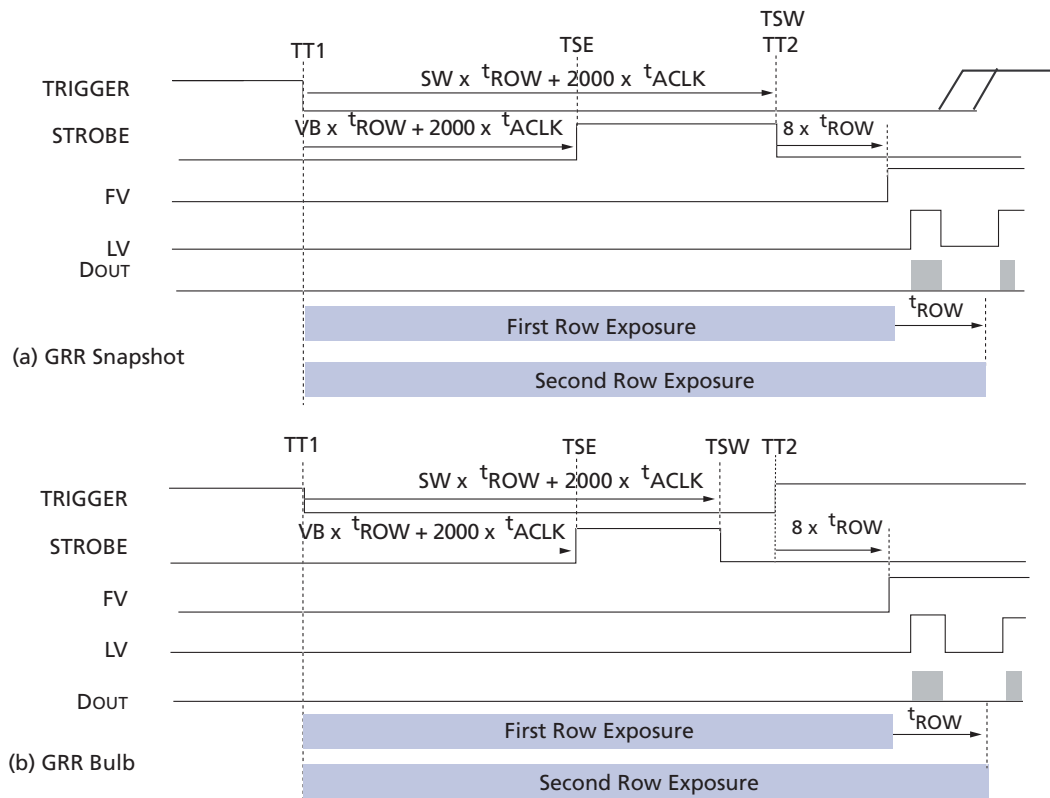 TSW
TT1 TSE TT2
SW x tROW + 2000 x tACLK
TRIGGER
VB x tROW + 2000 x tACLK 8 x tROW
STROBE
FV
LV
DOUT
tROW
First Row Exposure
(a) GRR Snapshot
Second Row Exposure
TT1 TSE TSW TT2
SW x tROW + 2000 x tACLK
TRIGGER
VB x tROW + 2000 x tACLK 8 x tROW
STROBE
FV
LV
DOUT
tROW
First Row Exposure
(b) GRR Bulb
Second Row Exposure